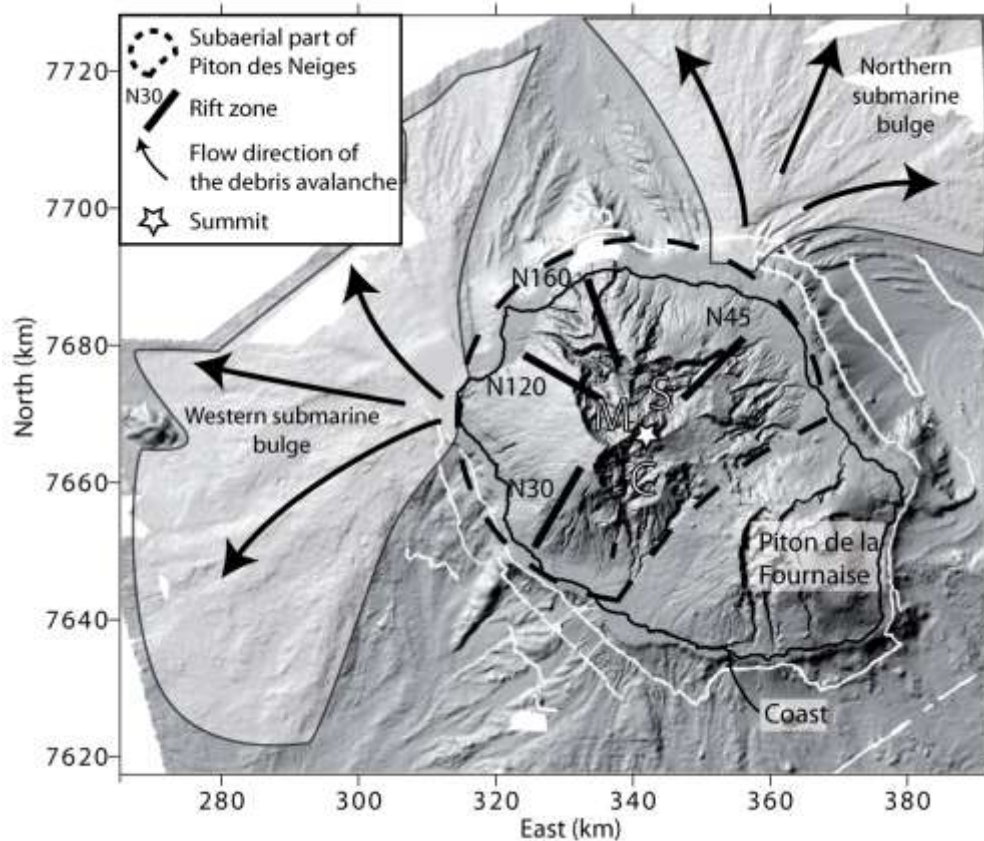 Subaerial part of
Piton des Neiges
N30
Rift zone
Flow direction of
the debris avalanche
Summit
Northern
submarine
bulge
N160
N45
N120
S
M
Western submarine
bulge
C
N30
Piton de la
Fournaise
Coast
7720
7700
7680
7660
7640
7620
North (km)
280 300 320 340 360 380
East (km)